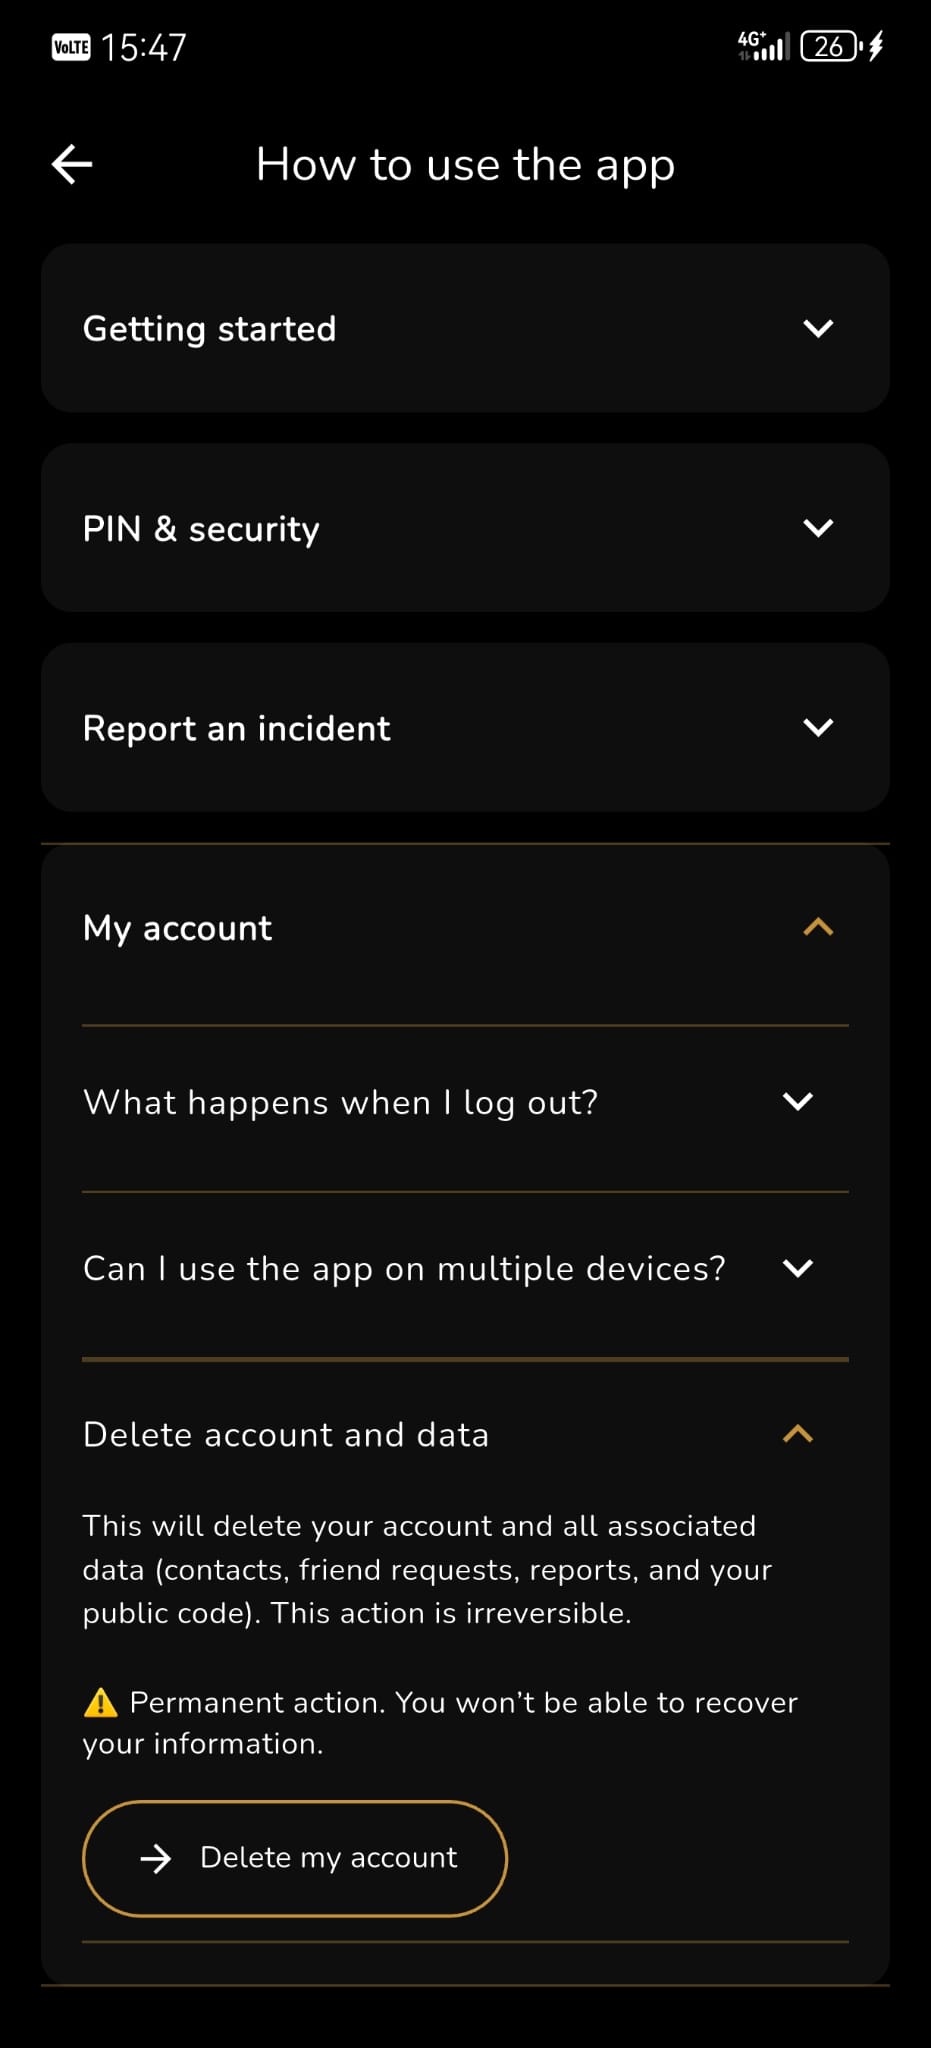 VoLTE 15:47 4G+ 26
How to use the app
Getting started
PIN & security
Report an incident
My account
What happens when I log out?
Can I use the app on multiple devices?
Delete account and data
This will delete your account and all associated
data (contacts, friend requests, reports, and your
public code). This action is irreversible.
⚠️ Permanent action. You won’t be able to recover
your information.
→ Delete my account